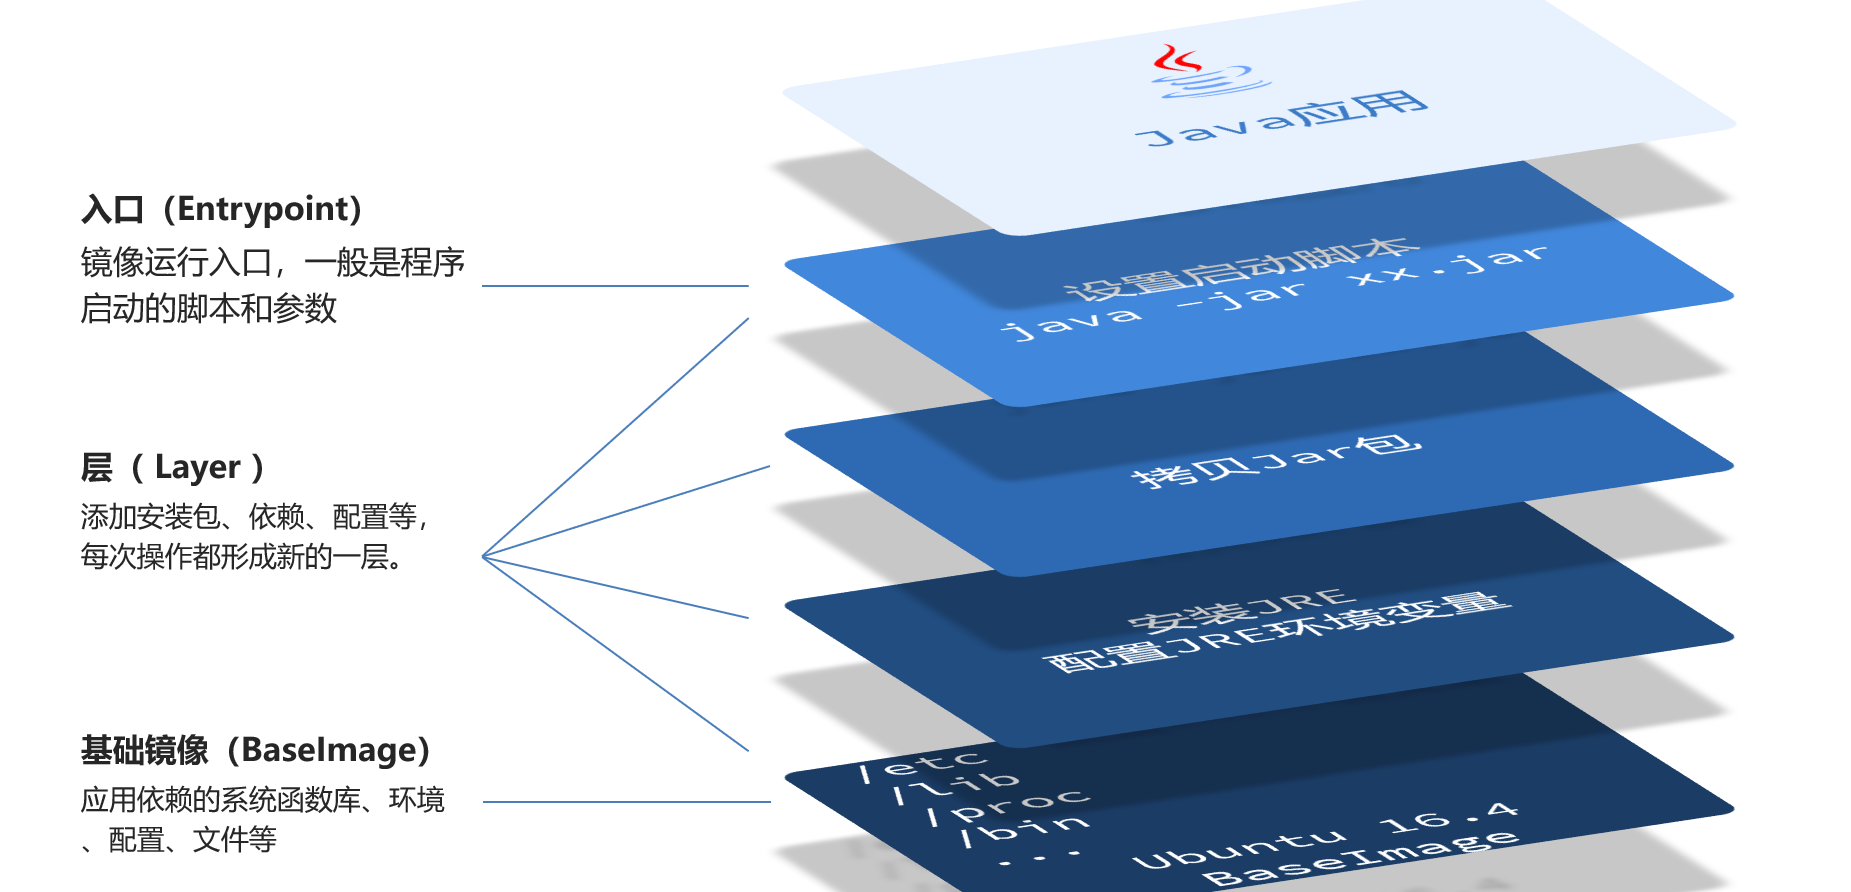 入口（Entrypoint）
镜像运行入口，一般是程序
启动的脚本和参数
层（ Layer ）
添加安装包、依赖、配置等，
每次操作都形成新的一层。
基础镜像（BaseImage）
应用依赖的系统函数库、环境
、配置、文件等
Java应用
设置启动脚本
java -jar xx.jar
拷贝Jar包
安装JRE
配置JRE环境变量
/etc
/lib
/proc
/bin
...
Ubuntu 16.4
BaseImage